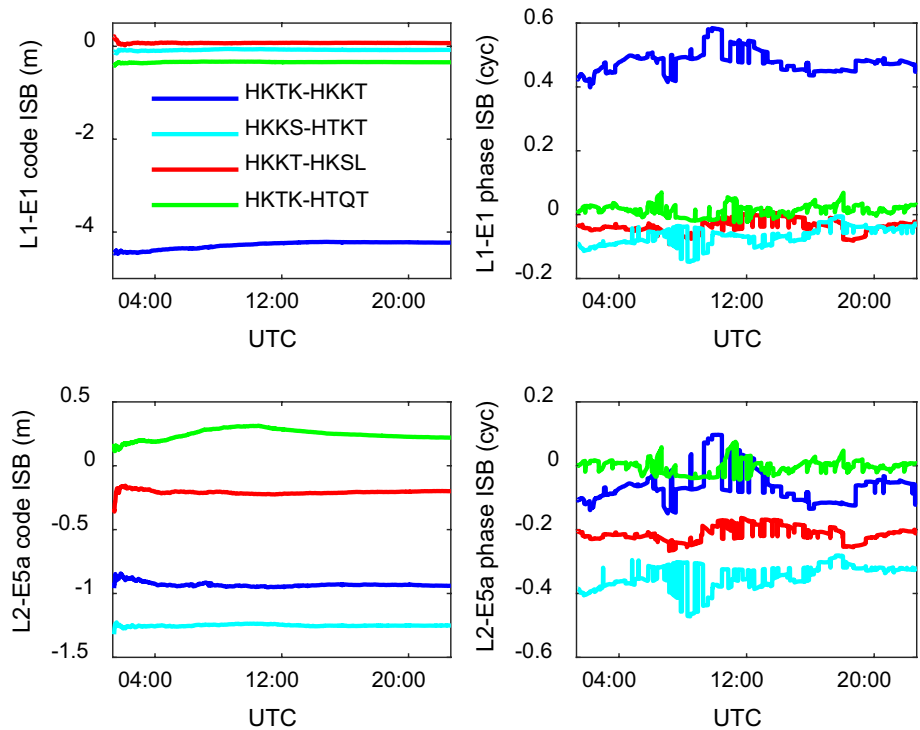 L1-E1 code ISB (m)
0
-2
-4
HKTK-HKKT
HKKS-HTKT
HKKT-HKSL
HKTK-HTQT
04:00 12:00 20:00
UTC
L1-E1 phase ISB (cyc)
0.6
0.4
0.2
0
-0.2
04:00 12:00 20:00
UTC
L2-E5a code ISB (m)
0.5
0
-0.5
-1
-1.5
04:00 12:00 20:00
UTC
L2-E5a phase ISB (cyc)
0.2
0
-0.2
-0.4
-0.6
04:00 12:00 20:00
UTC